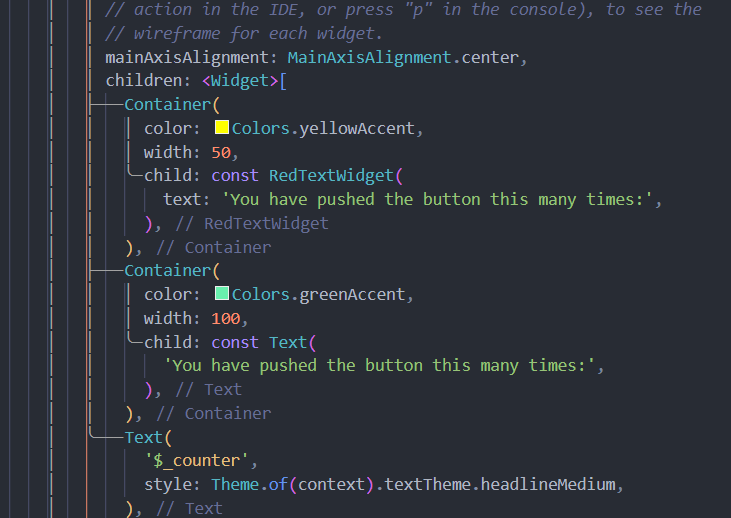 // action in the IDE, or press "p" in the console), to see the
// wireframe for each widget.
mainAxisAlignment: MainAxisAlignment.center,
children: <Widget>[
Container(
color: Colors.yellowAccent,
width: 50,
child: const RedTextWidget(
text: 'You have pushed the button this many times:',
), // RedTextWidget
), // Container
Container(
color: Colors.greenAccent,
width: 100,
child: const Text(
'You have pushed the button this many times:',
), // Text
), // Container
Text(
'$_counter',
style: Theme.of(context).textTheme.headlineMedium,
), // Text